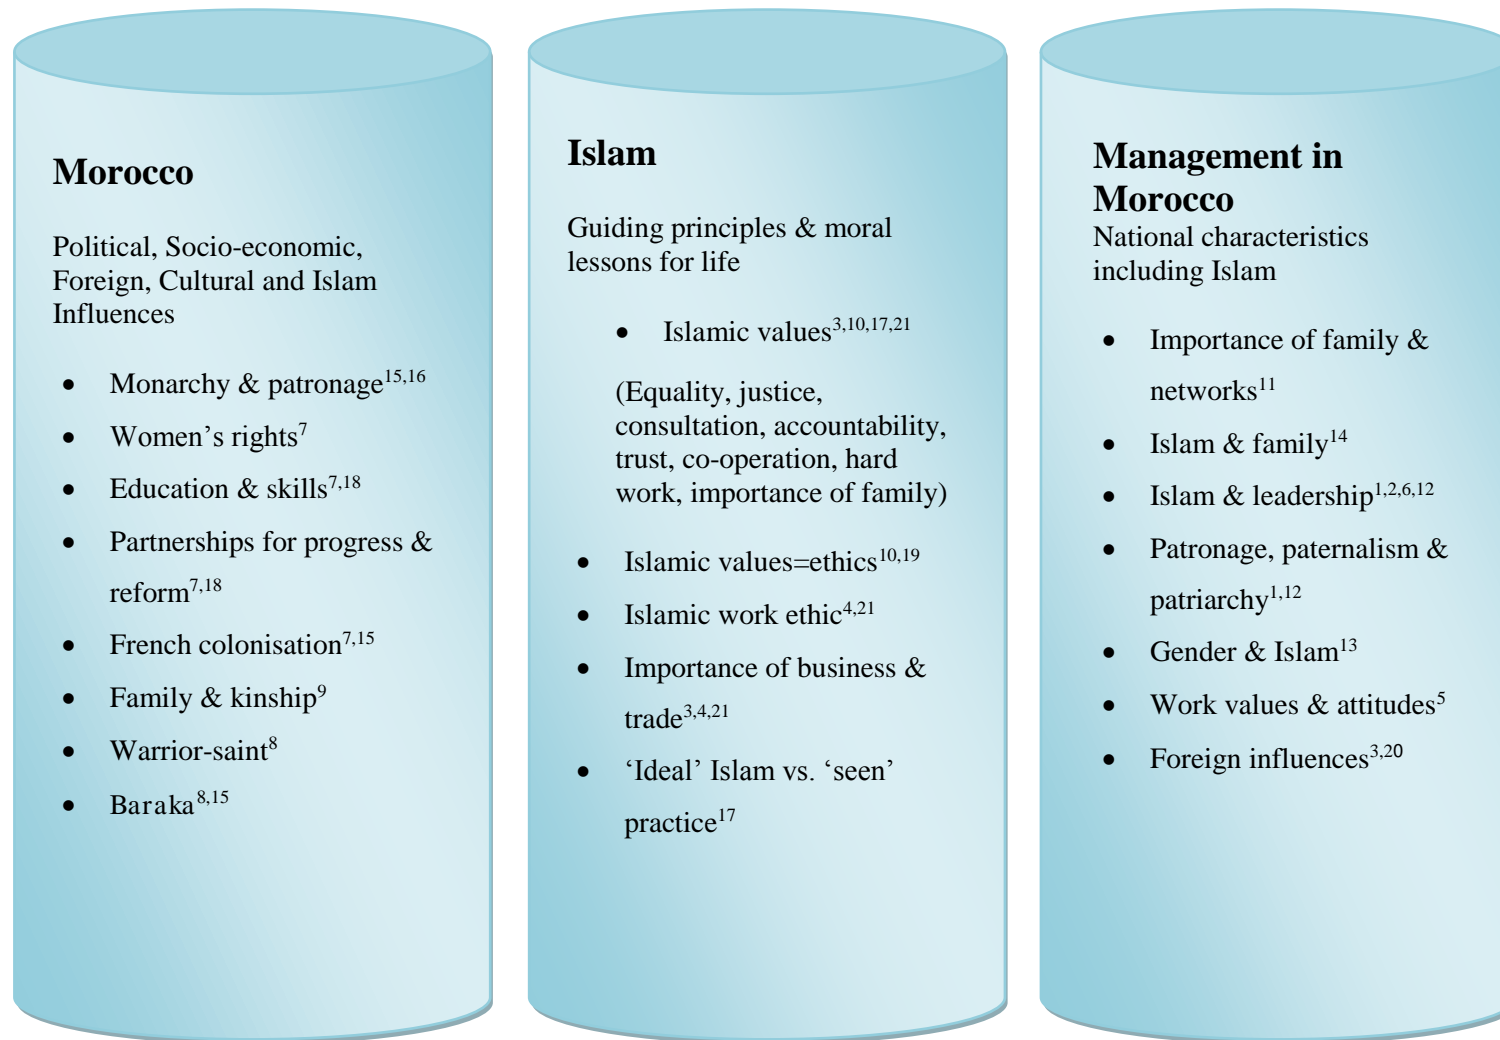 Morocco
Political, Socio-economic,
Foreign, Cultural and Islam
Influences
• Monarchy & patronage15,16
• Women’s rights7
• Education & skills7,18
• Partnerships for progress &
reform7,18
• French colonisation7,15
• Family & kinship9
• Warrior-saint8
• Baraka8,15
Islam
Guiding principles & moral
lessons for life
• Islamic values3,10,17,21
(Equality, justice,
consultation, accountability,
trust, co-operation, hard
work, importance of family)
• Islamic values=ethics10,19
• Islamic work ethic4,21
• Importance of business &
trade3,4,21
• ‘Ideal’ Islam vs. ‘seen’
practice17
Management in
Morocco
National characteristics
including Islam
• Importance of family &
networks11
• Islam & family14
• Islam & leadership1,2,6,12
• Patronage, paternalism &
patriarchy1,12
• Gender & Islam13
• Work values & attitudes5
• Foreign influences3,20